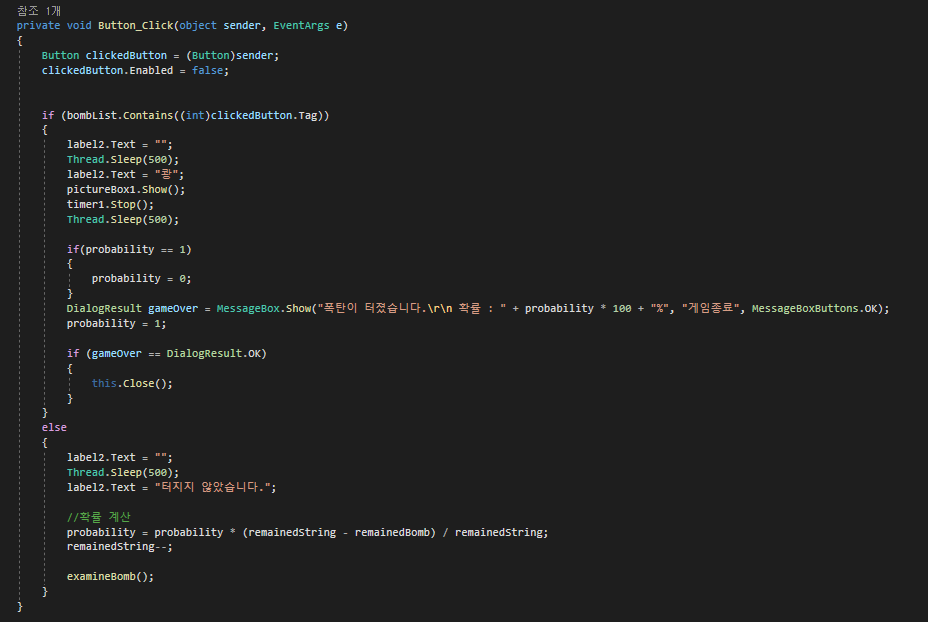 참조 1개
private void Button_Click(object sender, EventArgs e)
{
Button clickedButton = (Button)sender;
clickedButton.Enabled = false;
if (bombList.Contains((int)clickedButton.Tag))
{
label2.Text = "";
Thread.Sleep(500);
label2.Text = "쾅";
pictureBox1.Show();
timer1.Stop();
Thread.Sleep(500);
if(probability == 1)
{
probability = 0;
}
DialogResult gameOver = MessageBox.Show("폭탄이 터졌습니다.\r\n 확률 : " + probability * 100 + "%", "게임종료", MessageBoxButtons.OK);
probability = 1;
if (gameOver == DialogResult.OK)
{
this.Close();
}
}
else
{
label2.Text = "";
Thread.Sleep(500);
label2.Text = "터지지 않았습니다.";
//확률 계산
probability = probability * (remainedString - remainedBomb) / remainedString;
remainedString--;
examineBomb();
}
}